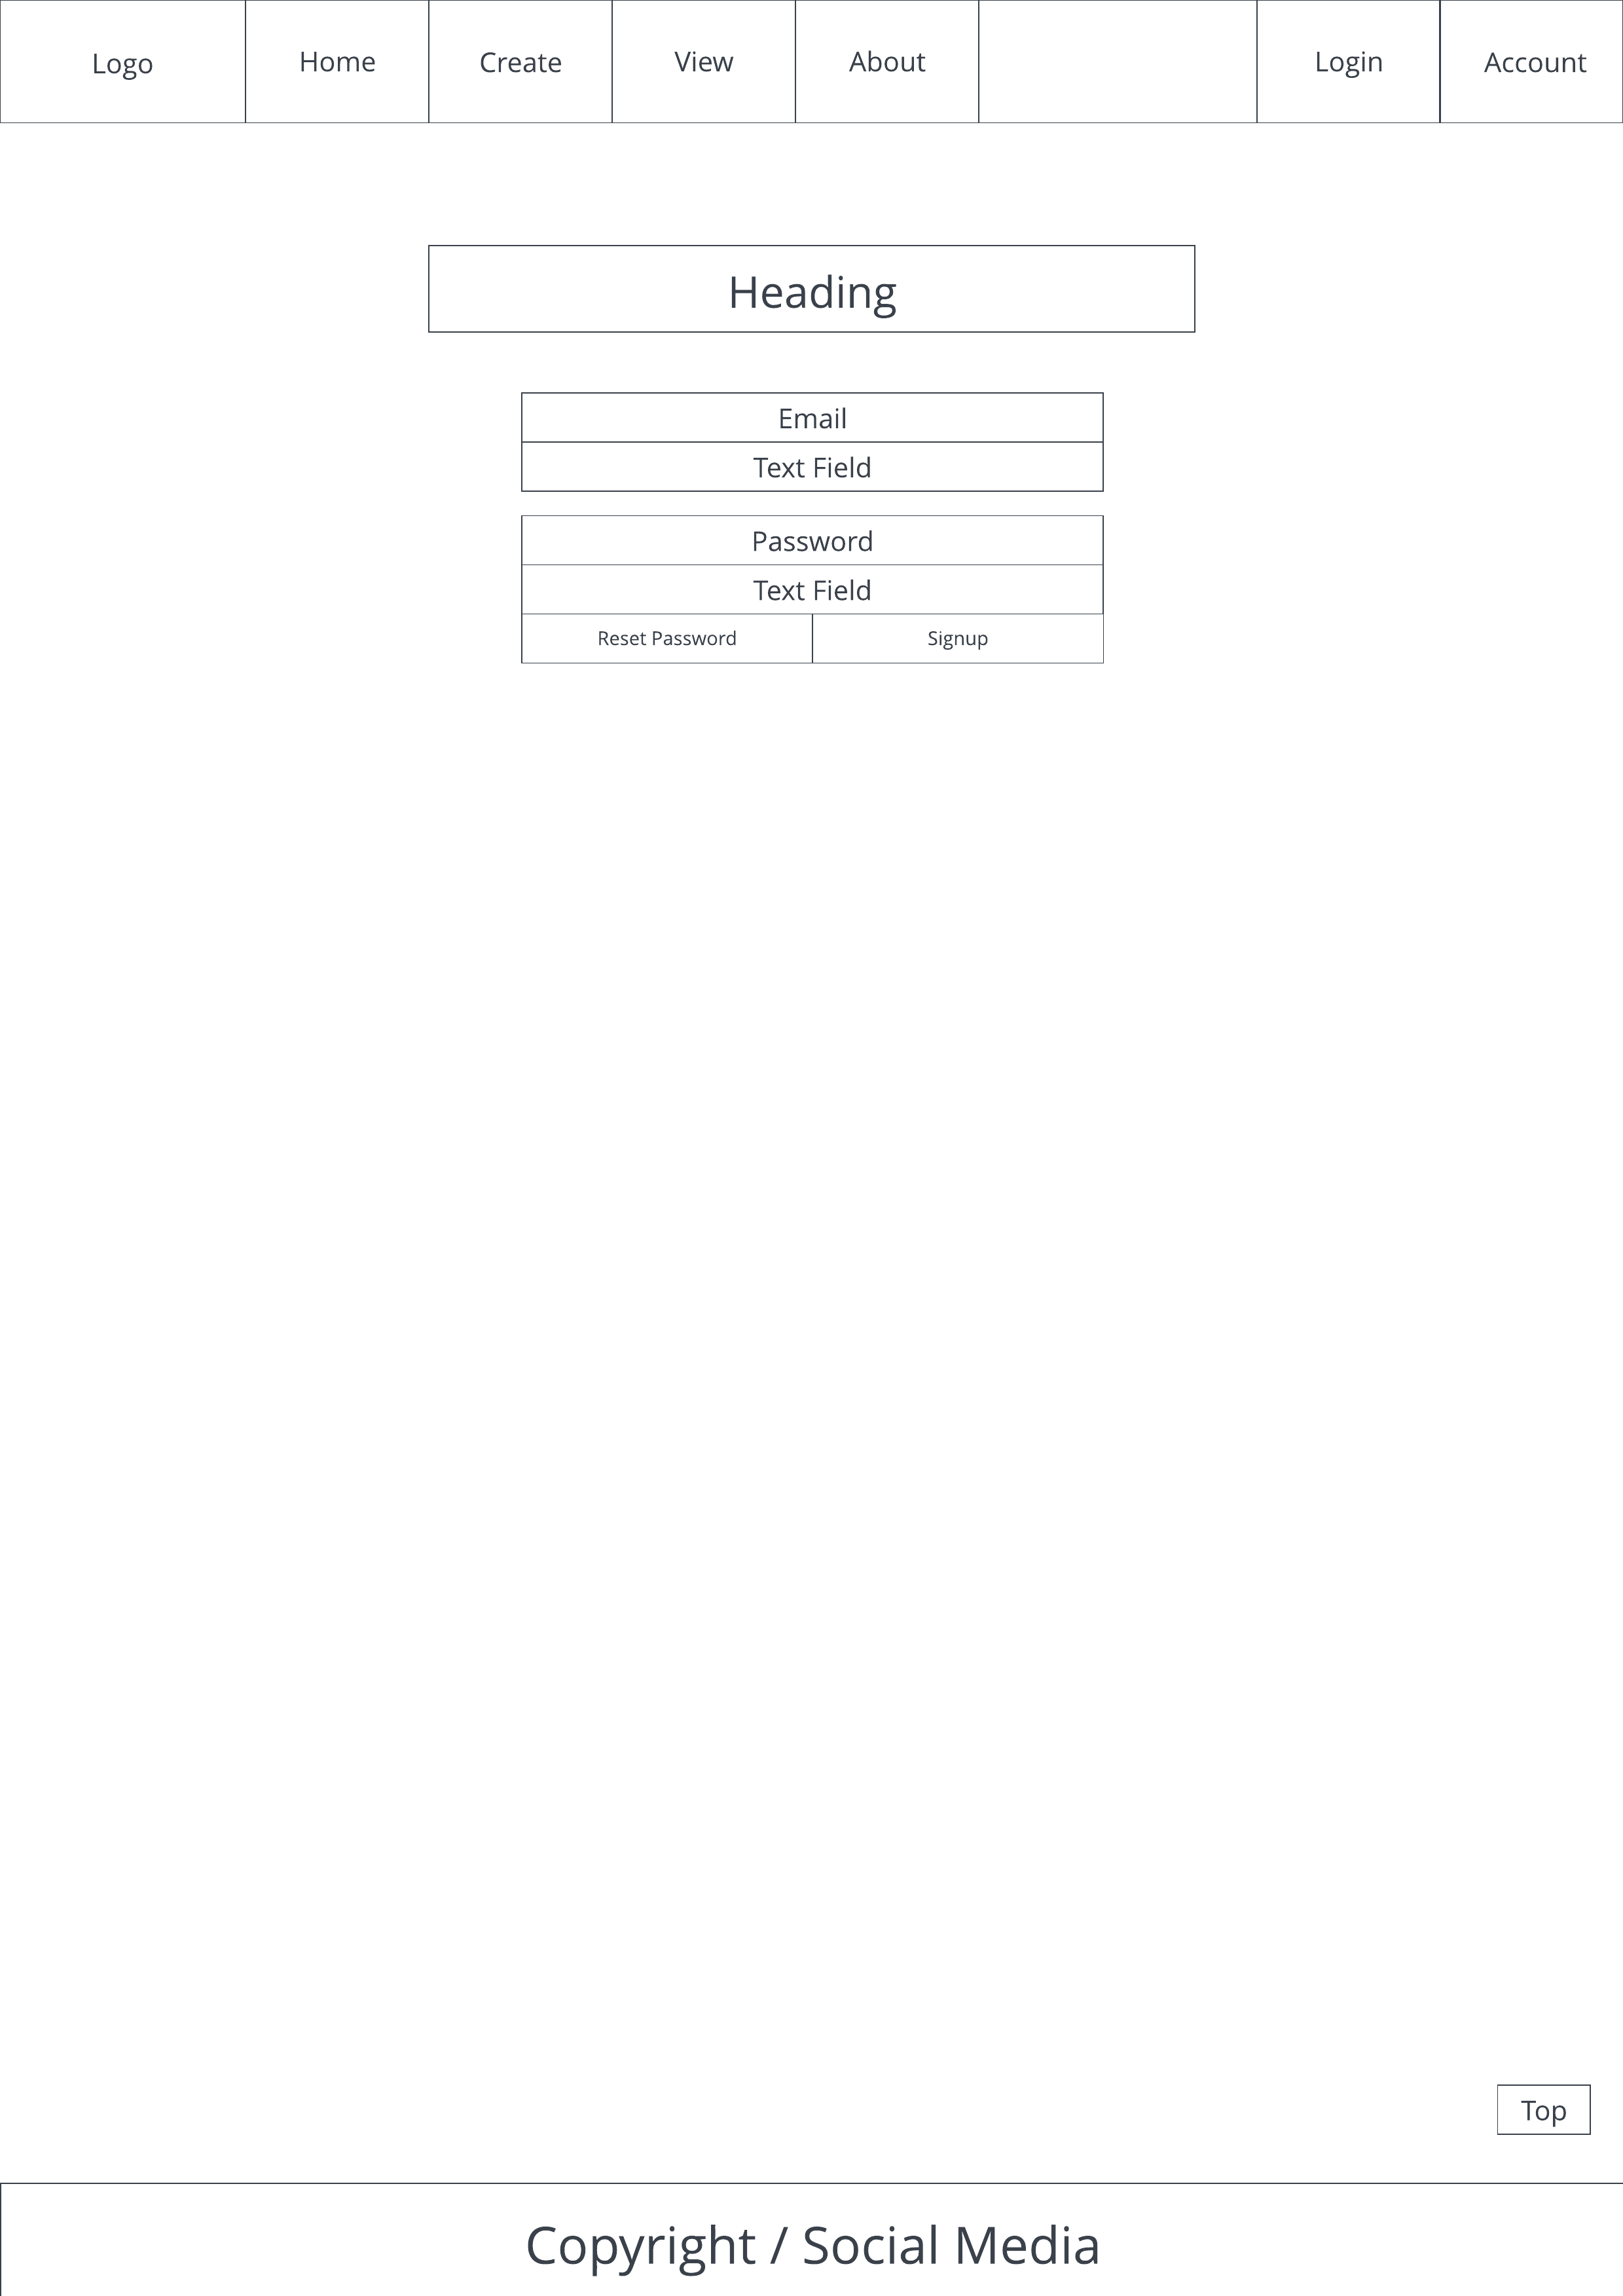 Logo Home Create View About Login Account
Heading
Email
Text Field
Password
Text Field
Reset Password Signup
Top
Copyright / Social Media